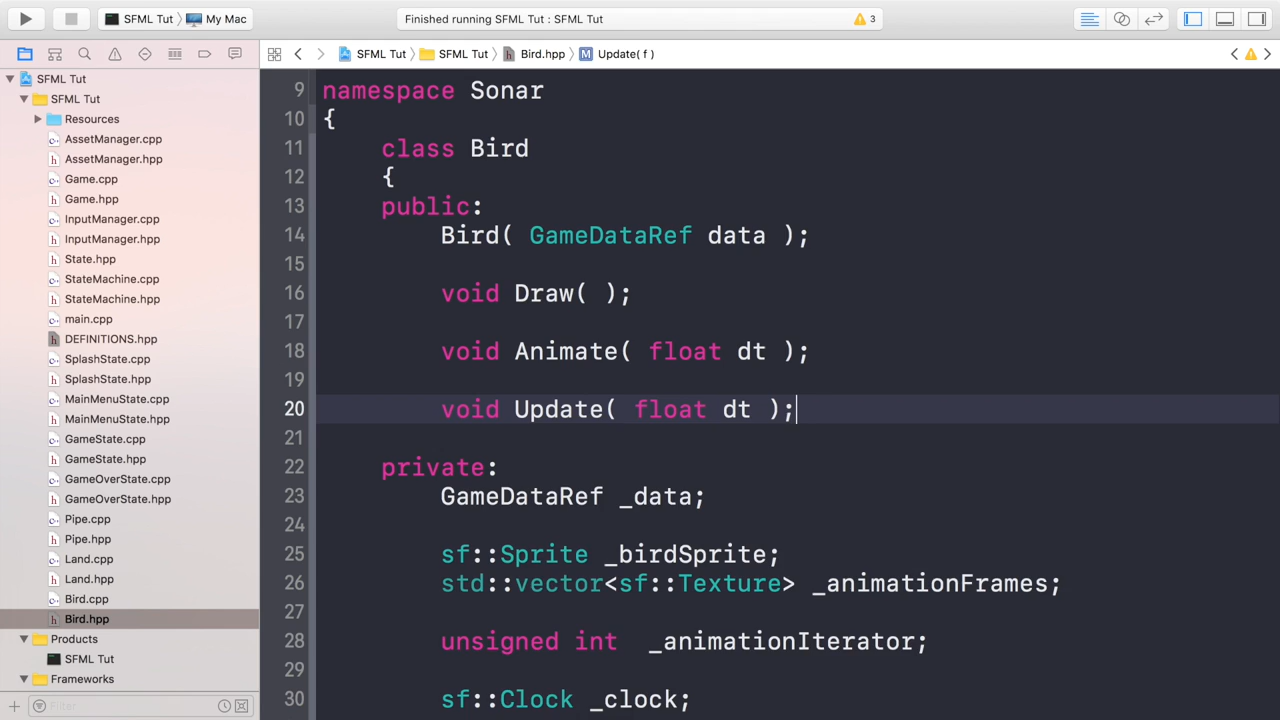 SFML Tut My Mac
Finished running SFML Tut : SFML Tut
3
SFML Tut
SFML Tut
Bird.hpp
M Update( f )
SFML Tut
SFML Tut
Resources
AssetManager.cpp
AssetManager.hpp
Game.cpp
Game.hpp
InputManager.cpp
InputManager.hpp
State.hpp
StateMachine.cpp
StateMachine.hpp
main.cpp
DEFINITIONS.hpp
SplashState.cpp
SplashState.hpp
MainMenuState.cpp
MainMenuState.hpp
GameState.cpp
GameState.hpp
GameOverState.cpp
GameOverState.hpp
Pipe.cpp
Pipe.hpp
Land.cpp
Land.hpp
Bird.cpp
Bird.hpp
Products
SFML Tut
Frameworks
Filter
9 namespace Sonar
10 {
11 class Bird
12 {
13 public:
14 Bird( GameDataRef data );
15
16 void Draw( );
17
18 void Animate( float dt );
19
20 void Update( float dt );
21
22 private:
23 GameDataRef _data;
24
25 sf::Sprite _birdSprite;
26 std::vector<sf::Texture> _animationFrames;
27
28 unsigned int _animationIterator;
29
30 sf::Clock _clock;